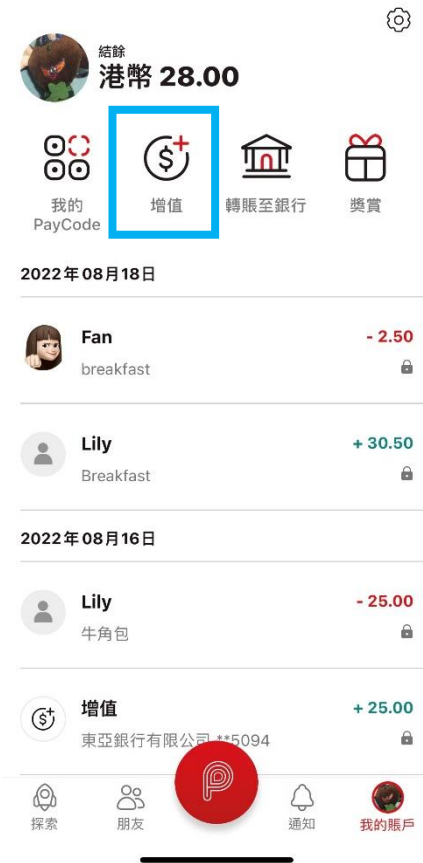 結餘
港幣 28.00
我的 PayCode
增值
轉賬至銀行
獎賞
2022年08月18日
Fan - 2.50
breakfast
Lily + 30.50
Breakfast
2022年08月16日
Lily - 25.00
牛角包
增值 + 25.00
東亞銀行有限公司 **5094
探索
朋友
通知
我的賬戶